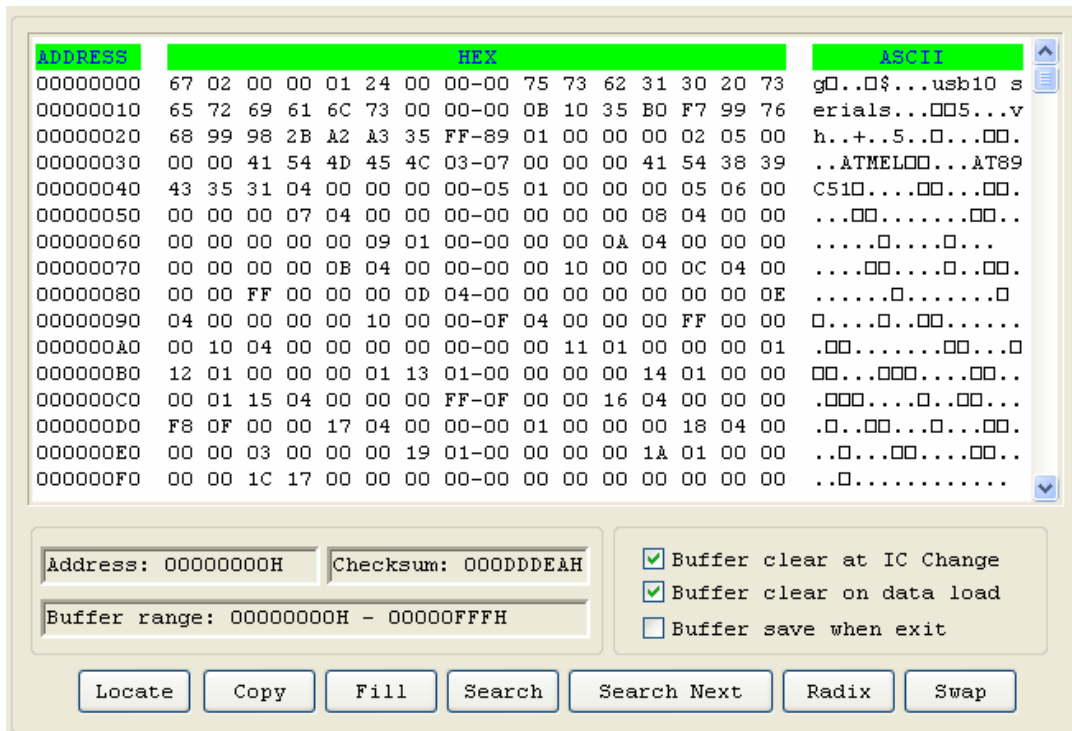 ADDRESS HEX ASCII
00000000 67 02 00 00 01 24 00 00-00 75 73 62 31 30 20 73 g□..□$...usb10 s
00000010 65 72 69 61 6C 73 00 00-00 0B 10 35 B0 F7 99 76 erials...□□5...v
00000020 68 99 98 2B A2 A3 35 FF-89 01 00 00 00 02 05 00 h..+..5..□...□□.
00000030 00 00 41 54 4D 45 4C 03-07 00 00 00 41 54 38 39 ..ATMEL□□...AT89
00000040 43 35 31 04 00 00 00 00-05 01 00 00 00 05 06 00 C51□....□□...□□.
00000050 00 00 00 07 04 00 00 00-00 00 00 00 08 04 00 00 ...□□.......□□..
00000060 00 00 00 00 00 09 01 00-00 00 00 0A 04 00 00 00 .....□....□...
00000070 00 00 00 00 0B 04 00 00-00 00 10 00 00 0C 04 00 ....□□....□..□□.
00000080 00 00 FF 00 00 00 0D 04-00 00 00 00 00 00 00 0E ......□.......□
00000090 04 00 00 00 00 10 00 00-0F 04 00 00 00 FF 00 00 □....□..□□......
000000A0 00 10 04 00 00 00 00 00-00 00 11 01 00 00 00 01 .□□.......□□...□
000000B0 12 01 00 00 00 01 13 01-00 00 00 00 14 01 00 00 □□...□□□....□□..
000000C0 00 01 15 04 00 00 00 FF-0F 00 00 16 04 00 00 00 .□□□....□..□□...
000000D0 F8 0F 00 00 17 04 00 00-00 01 00 00 00 18 04 00 .□..□□...□...□□.
000000E0 00 00 03 00 00 00 19 01-00 00 00 00 1A 01 00 00 ..□...□□....□□..
000000F0 00 00 1C 17 00 00 00 00-00 00 00 00 00 00 00 00 ..□.............
Address: 00000000H Checksum: 000DDDEAH
Buffer range: 00000000H - 00000FFFH
Buffer clear at IC Change
Buffer clear on data load
Buffer save when exit
Locate Copy Fill Search Search Next Radix Swap